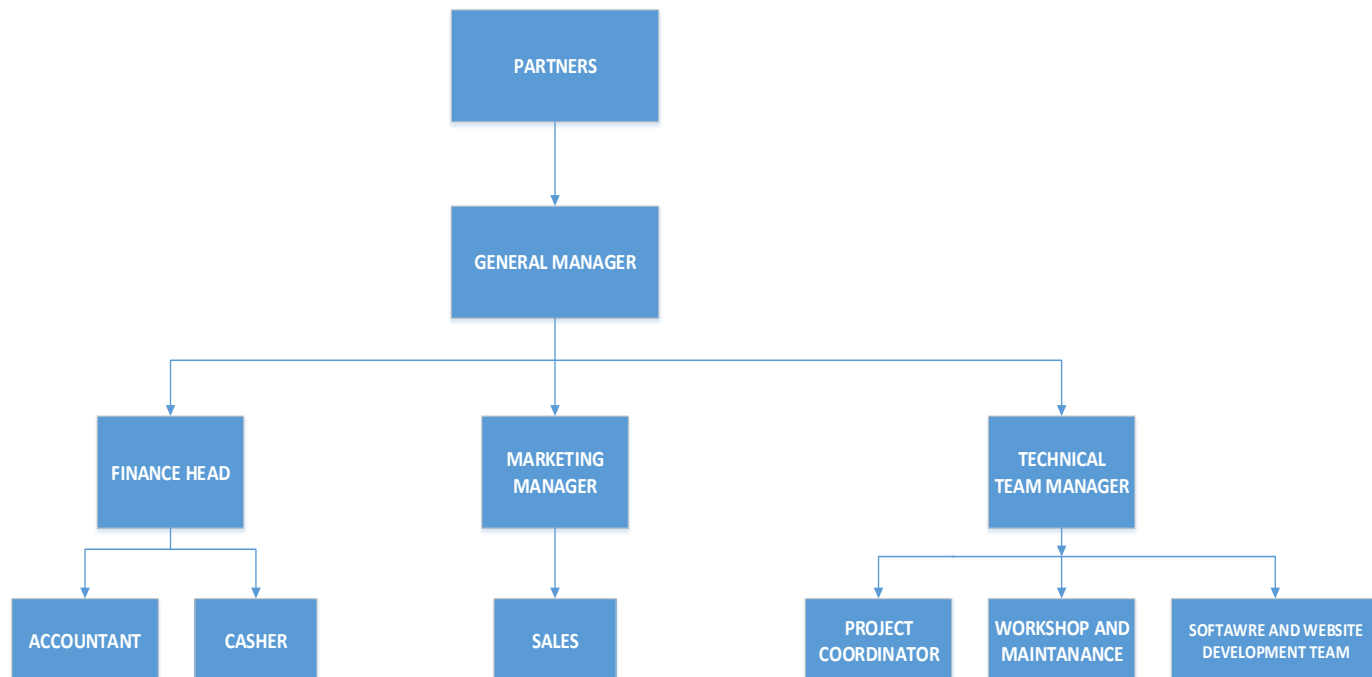 PARTNERS
GENERAL MANAGER
FINANCE HEAD
MARKETING
MANAGER
TECHNICAL
TEAM MANAGER
ACCOUNTANT
CASHER
SALES
PROJECT
COORDINATOR
WORKSHOP AND
MAINTANANCE
SOFTAWRE AND WEBSITE
DEVELOPMENT TEAM